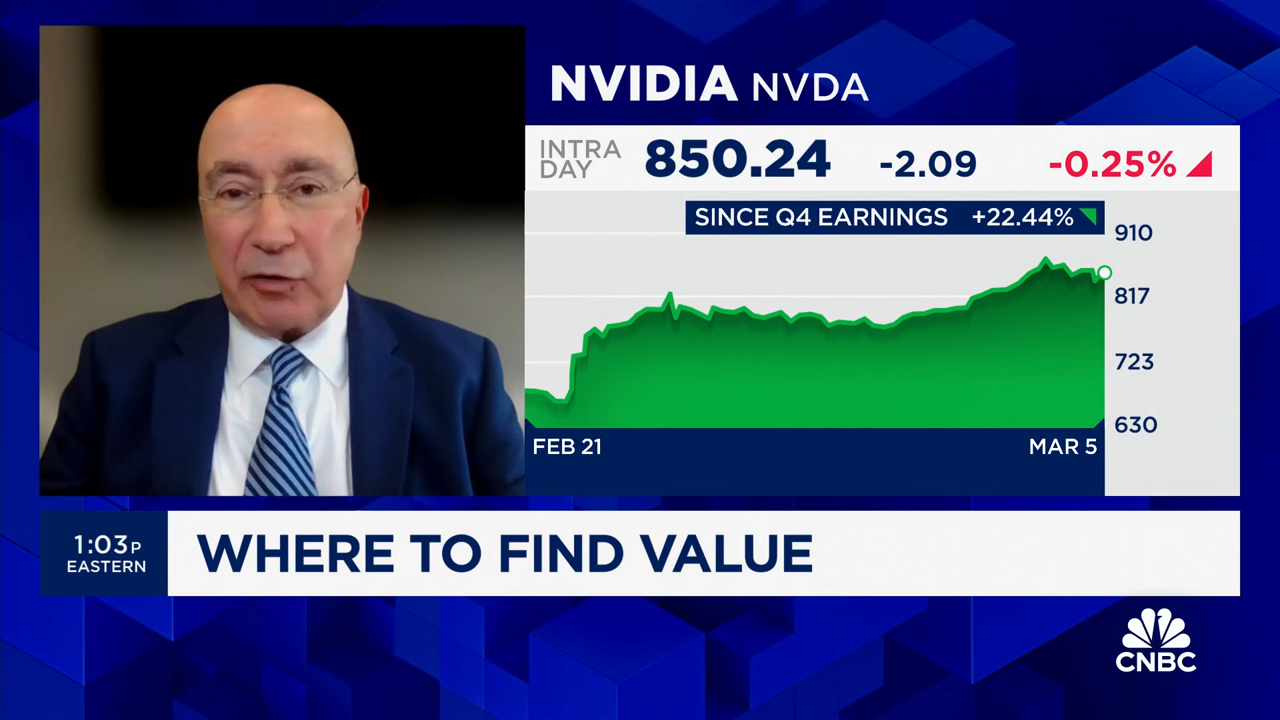 NVIDIA NVDA
INTRA
DAY
850.24 -2.09 -0.25%
SINCE Q4 EARNINGS +22.44%
910
817
723
630
FEB 21 MAR 5
1:03P
EASTERN
WHERE TO FIND VALUE
CNBC